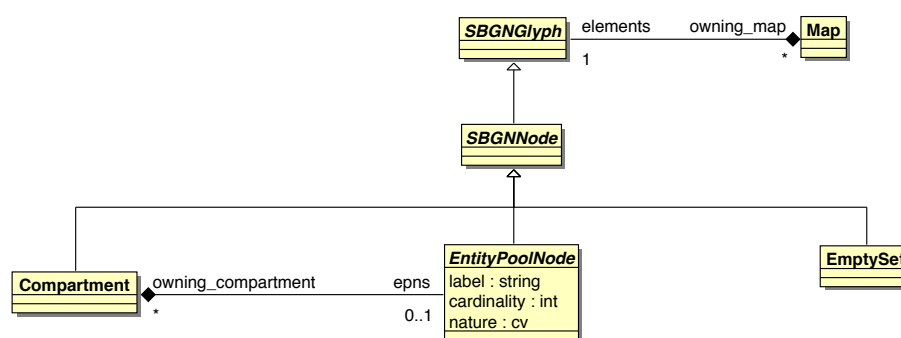 SBGNGlyph
elements
owning_map
Map
1
*
SBGNNode
EntityPoolNode
label : string
cardinality : int
nature : cv
EmptySet
Compartment
owning_compartment
epns
*
0..1